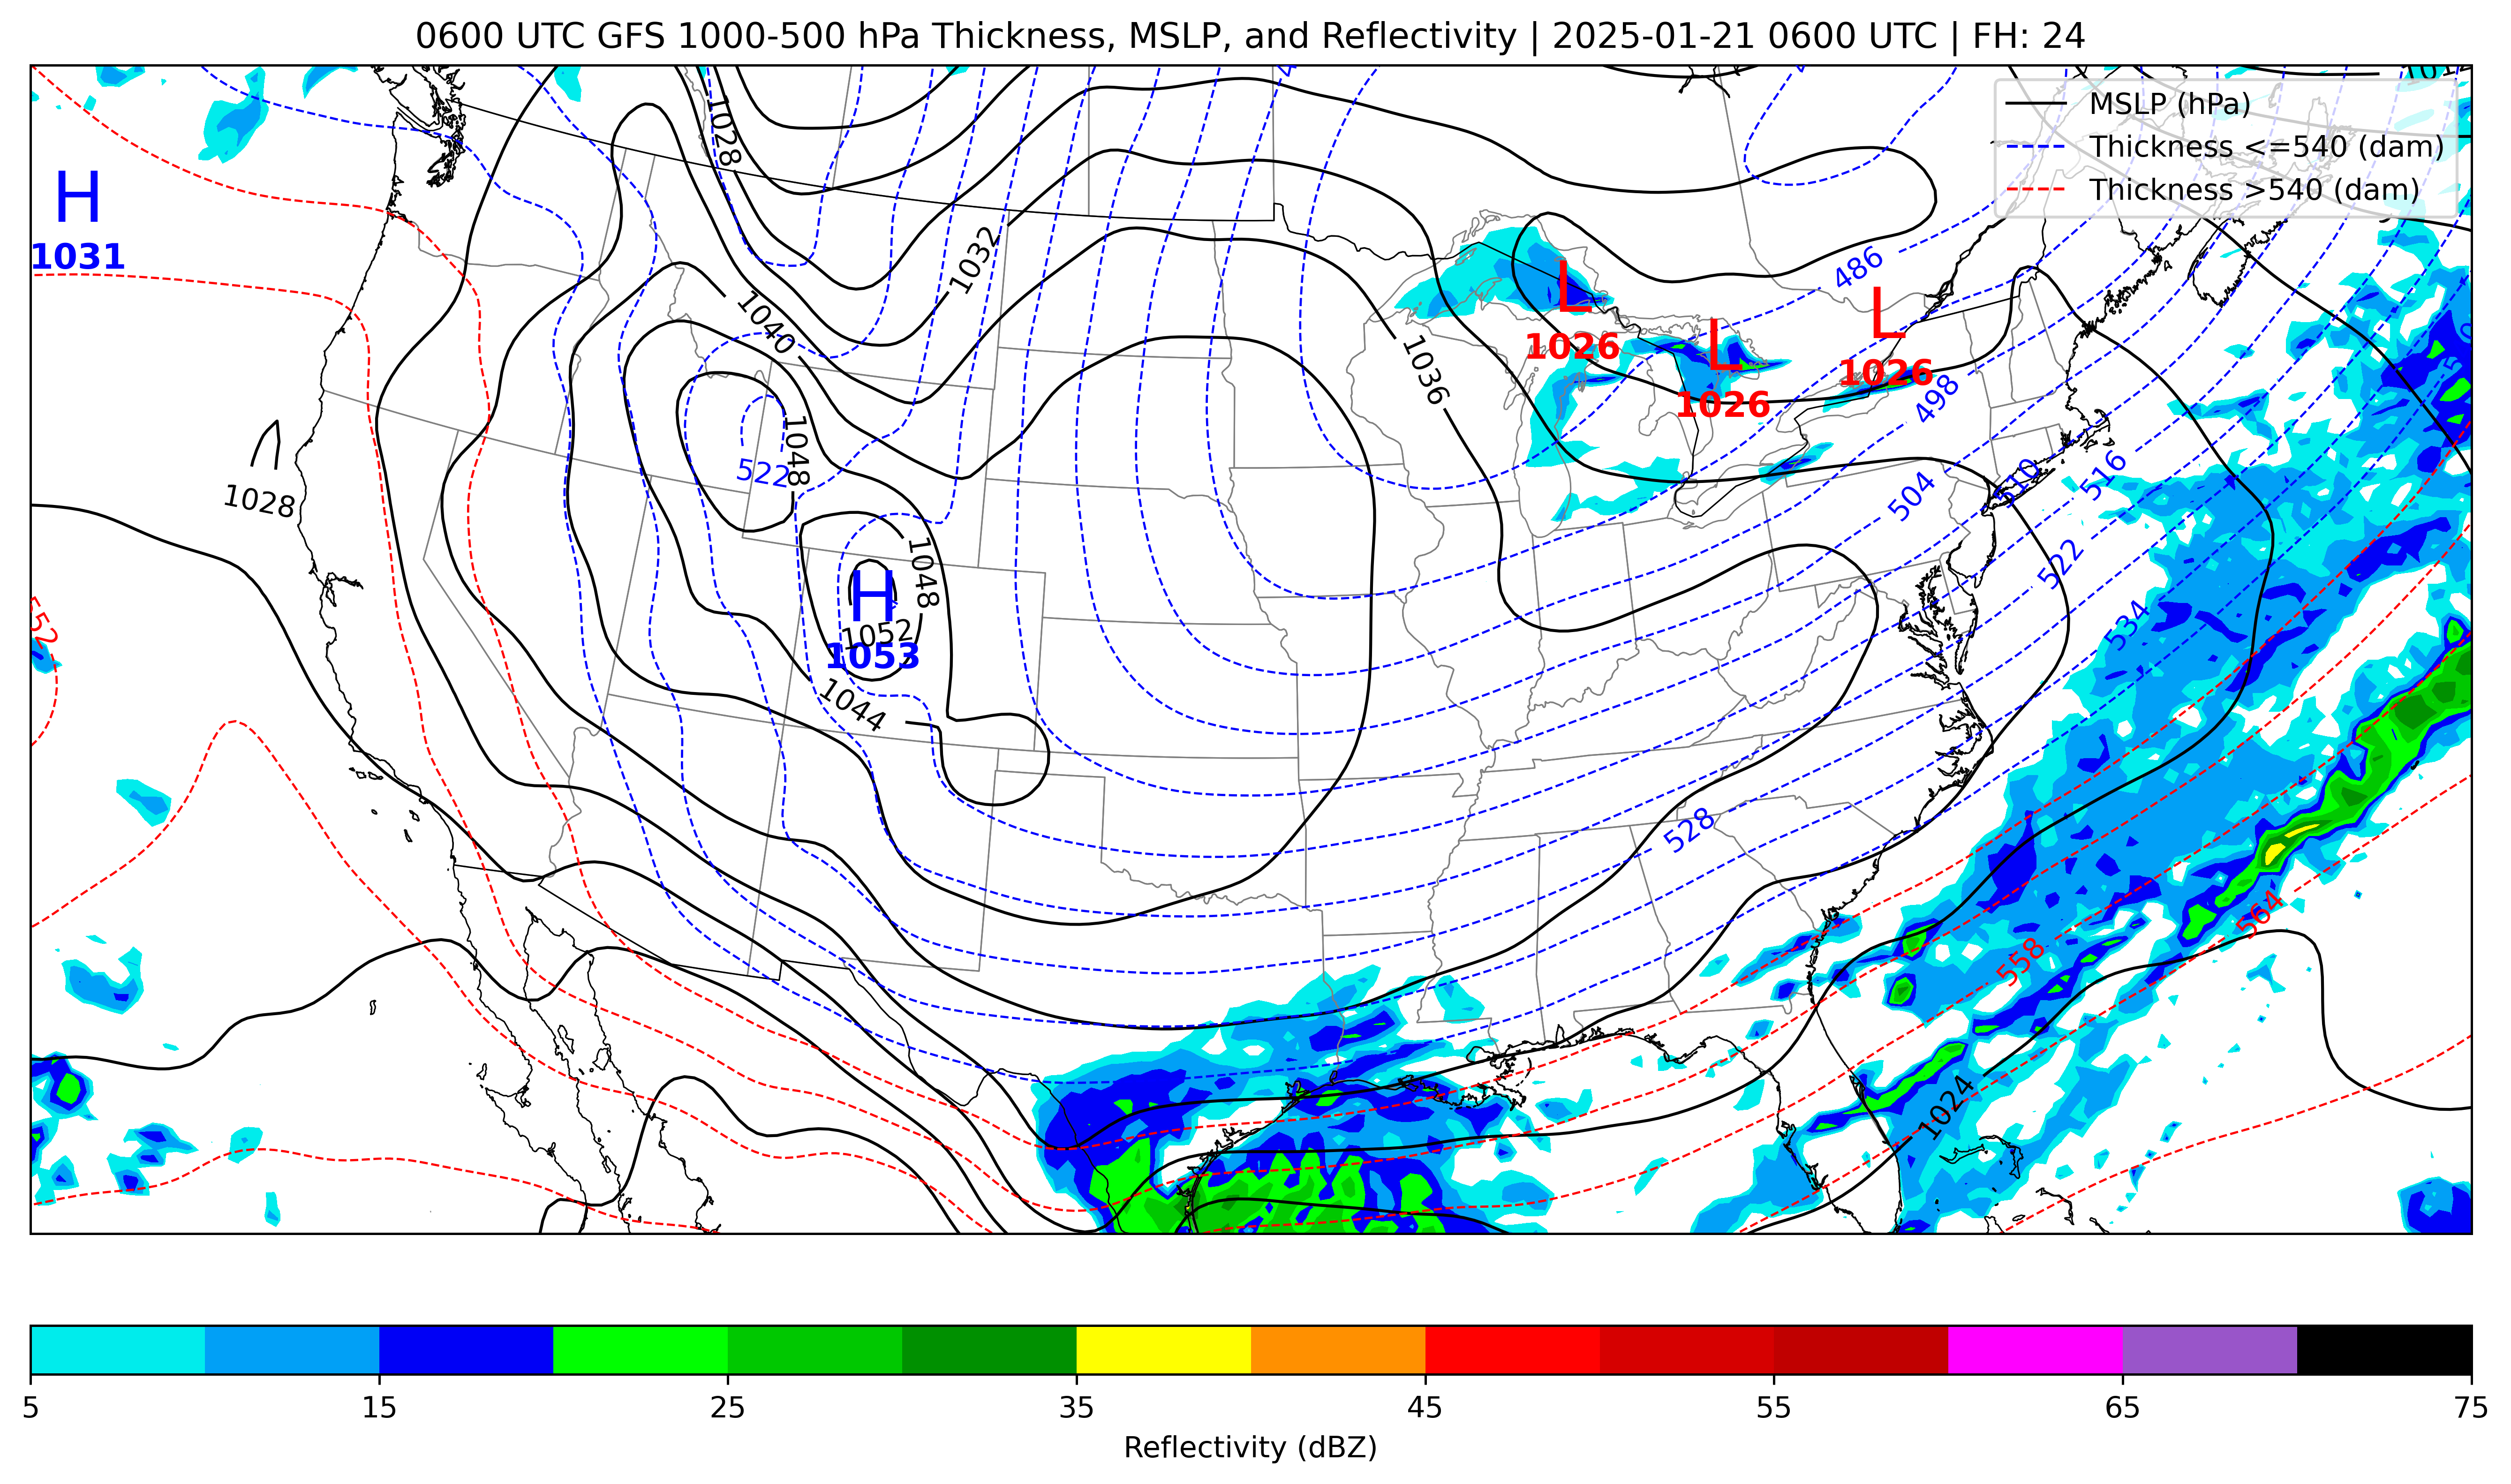 0600 UTC GFS 1000-500 hPa Thickness, MSLP, and Reflectivity | 2025-01-21 0600 UTC | FH: 24
MSLP (hPa)
Thickness <=540 (dam)
Thickness >540 (dam)
1028
H
1031
1032
486
L
1026
L
1026
L
1026
1040
1036
498
1048
522
1028
504
510
516
1048
522
H
1052
1053
534
1044
528
564
558
1024
5 15 25 35 45 55 65 75
Reflectivity (dBZ)